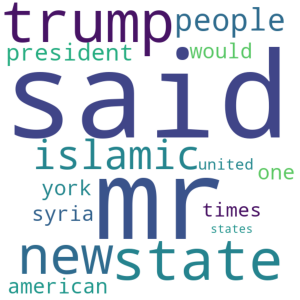 trump people
president would
said
islamic united
one
york mr
syria times
states
new state
american